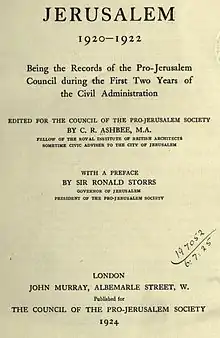 JERUSALEM
1920-1922
Being the Records of the Pro-Jerusalem
Council during the First Two Years of
the Civil Administration
EDITED FOR THE COUNCIL OF THE PRO-JERUSALEM SOCIETY
BY C. R. ASHBEE, M.A.
FELLOW OF THE ROYAL INSTITUTE OF BRITISH ARCHITECTS
SOMETIME CIVIC ADVISER TO THE CITY OF JERUSALEM
WITH A PREFACE
BY SIR RONALD STORRS
GOVERNOR OF JERUSALEM
PRESIDENT OF THE PRO-JERUSALEM SOCIETY
197052
6.7.25
LONDON
JOHN MURRAY, ALBEMARLE STREET, W.
Published for
THE COUNCIL OF THE PRO-JERUSALEM SOCIETY
1924